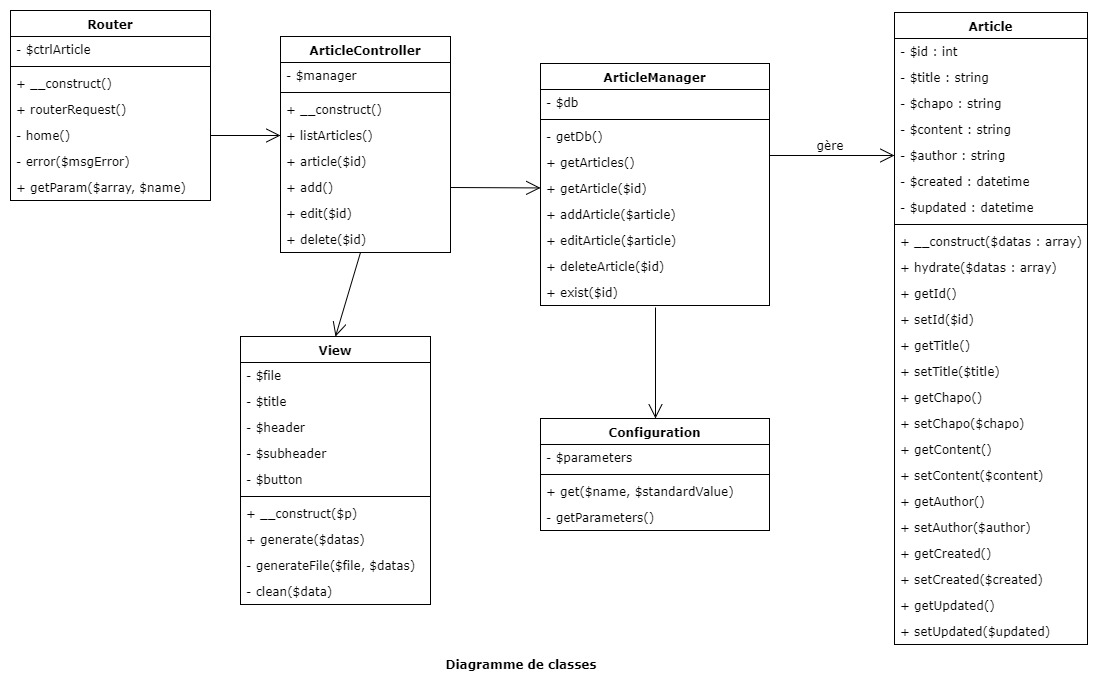 Router
- $ctrlArticle
+ __construct()
+ routerRequest()
- home()
- error($msgError)
+ getParam($array, $name)
ArticleController
- $manager
+ __construct()
+ listArticles()
+ article($id)
+ add()
+ edit($id)
+ delete($id)
ArticleManager
- $db
- getDb()
+ getArticles()
+ getArticle($id)
+ addArticle($article)
+ editArticle($article)
+ deleteArticle($id)
+ exist($id)
gère
Article
- $id : int
- $title : string
- $chapo : string
- $content : string
- $author : string
- $created : datetime
- $updated : datetime
+ __construct($datas : array)
+ hydrate($datas : array)
+ getId()
+ setId($id)
+ getTitle()
+ setTitle($title)
+ getChapo()
+ setChapo($chapo)
+ getContent()
+ setContent($content)
+ getAuthor()
+ setAuthor($author)
+ getCreated()
+ setCreated($created)
+ getUpdated()
+ setUpdated($updated)
View
- $file
- $title
- $header
- $subheader
- $button
+ __construct($p)
+ generate($datas)
- generateFile($file, $datas)
- clean($data)
Configuration
- $parameters
+ get($name, $standardValue)
- getParameters()
Diagramme de classes